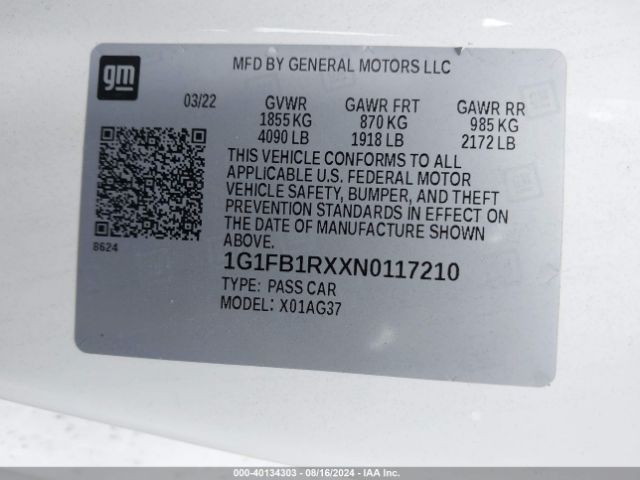 gm
MFD BY GENERAL MOTORS LLC
03/22 GVWR GAWR FRT GAWR RR
1855 KG 870 KG 985 KG
4090 LB 1918 LB 2172 LB
THIS VEHICLE CONFORMS TO ALL
APPLICABLE U.S. FEDERAL MOTOR
VEHICLE SAFETY, BUMPER, AND THEFT
PREVENTION STANDARDS IN EFFECT ON
THE DATE OF MANUFACTURE SHOWN
ABOVE.
8624
1G1FB1RXXN0117210
TYPE: PASS CAR
MODEL: X01AG37
000-40134303 - 08/16/2024 - IAAI.COM